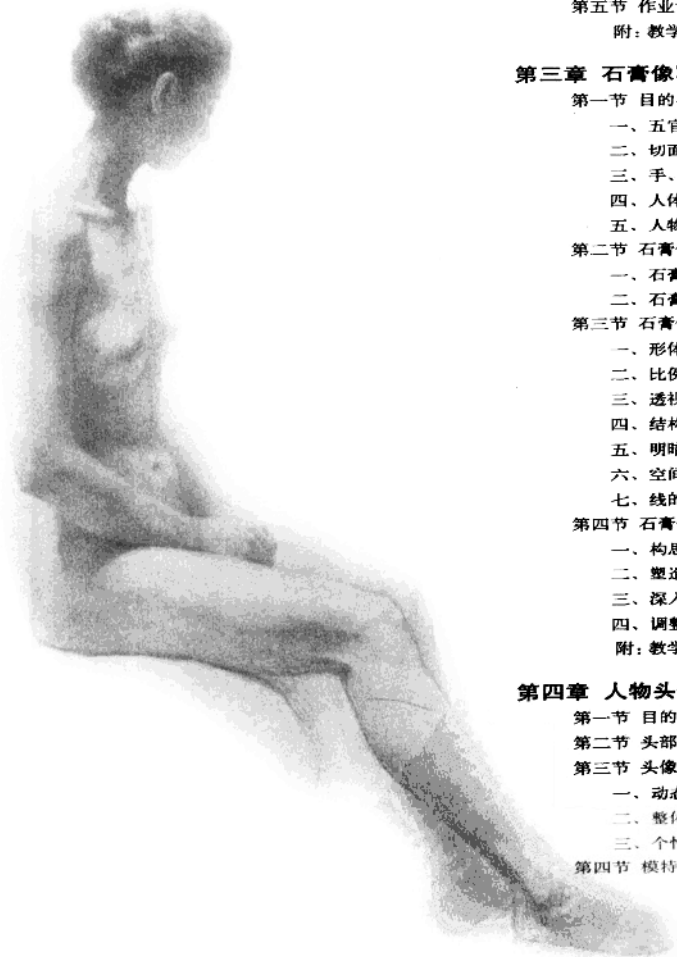 第五节 作业
附：教学
第三章 石膏像
第一节 目的
一、五官
二、切面
三、手、
四、人体
五、人物
第二节 石膏
一、石膏
二、石膏
第三节 石膏
一、形体
二、比例
三、透视
四、结构
五、明暗
六、空间
七、线的
第四节 石膏
一、构思
二、塑造
三、深入
四、调整
附：教学
第四章 人物头
第一节 目的
第二节 头部
第三节 头像
一、动态
二、整体
三、个性
第四节 模特